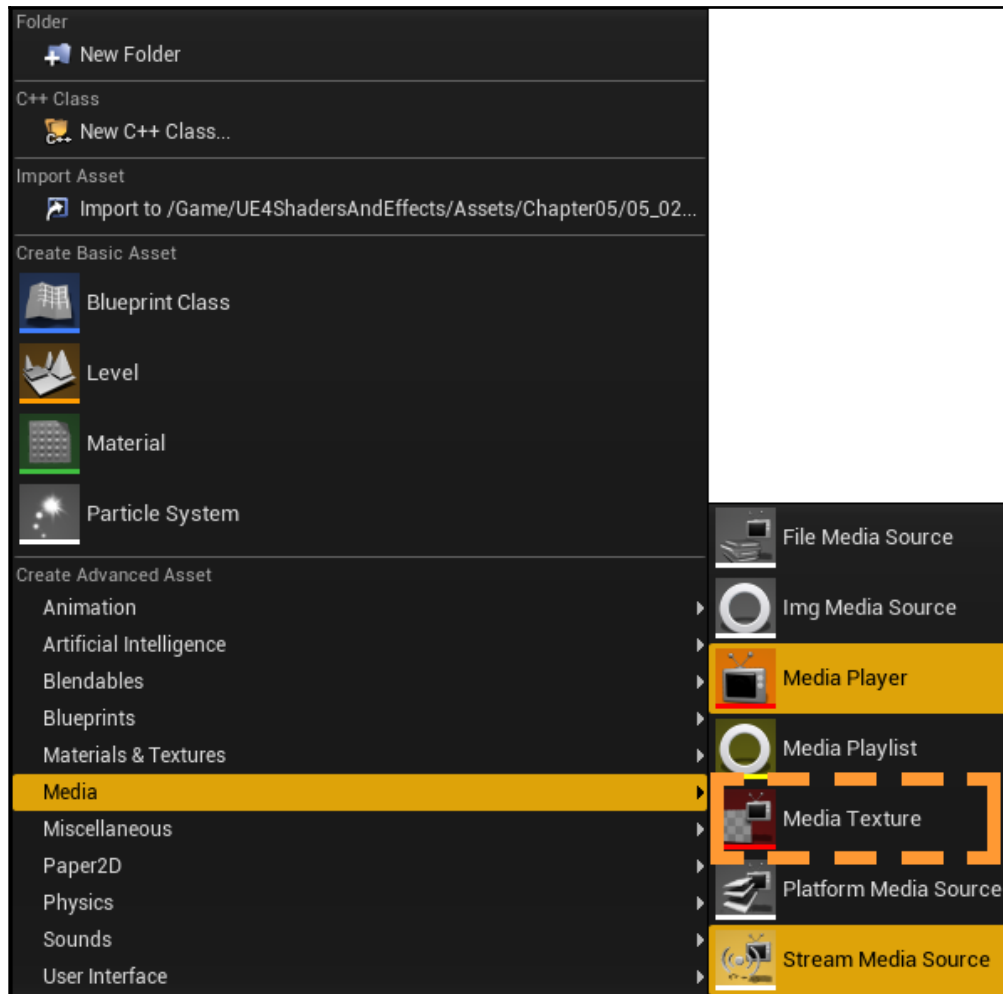 Folder
New Folder
C++ Class
C++
New C++ Class...
Import Asset
Import to /Game/UE4ShadersAndEffects/Assets/Chapter05/05_02...
Create Basic Asset
Blueprint Class
Level
Material
Particle System
Create Advanced Asset
Animation
Artificial Intelligence
Blendables
Blueprints
Materials & Textures
Media
Miscellaneous
Paper2D
Physics
Sounds
User Interface
File Media Source
Img Media Source
Media Player
Media Playlist
Media Texture
Platform Media Source
Stream Media Source